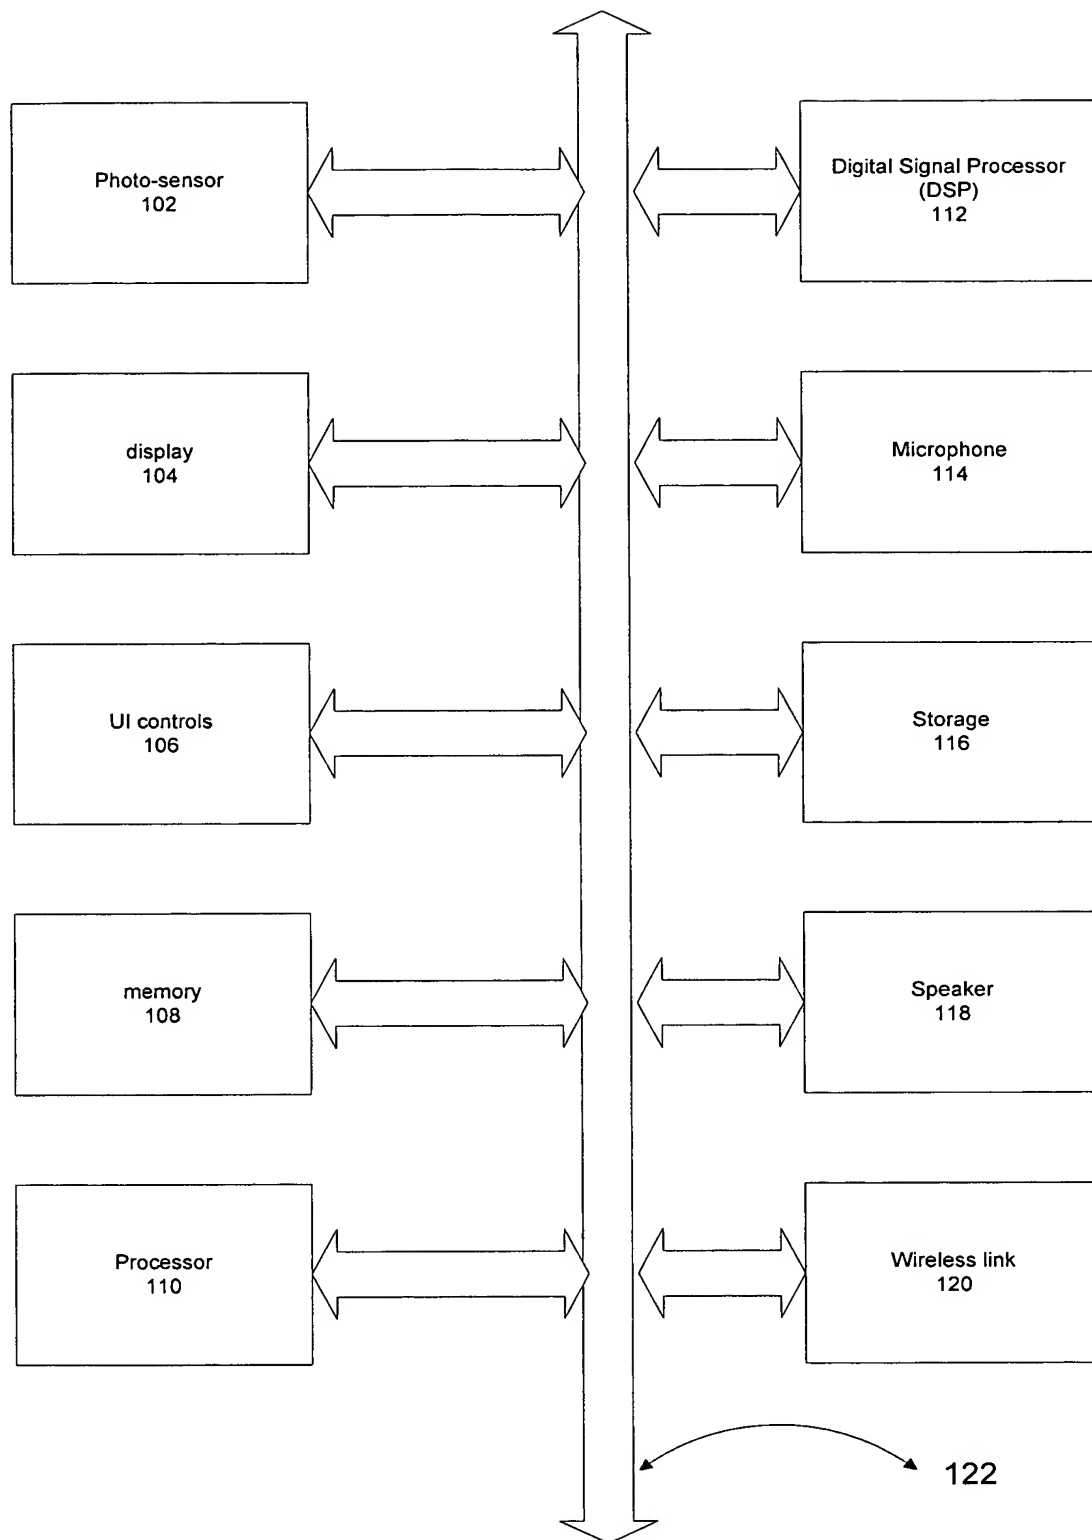 Photo-sensor
102
Digital Signal Processor
(DSP)
112
display
104
Microphone
114
UI controls
106
Storage
116
memory
108
Speaker
118
Processor
110
Wireless link
120
122